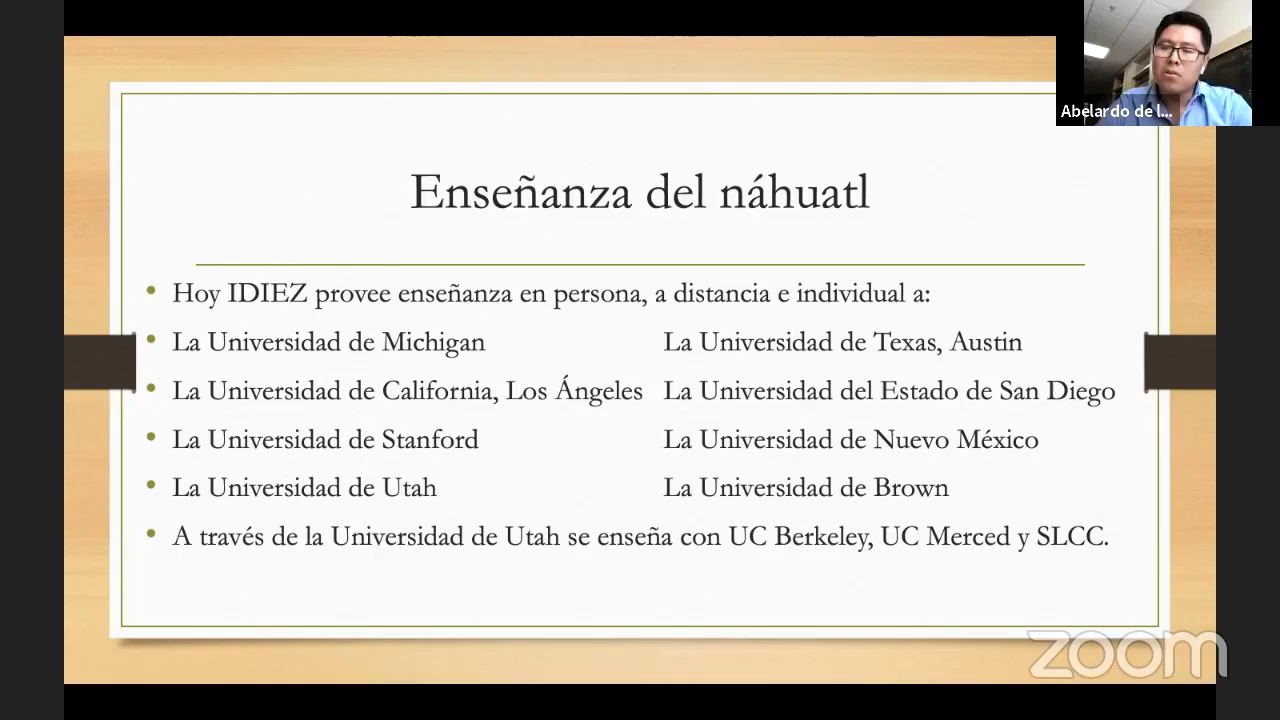 Abelardo de l...
Enseñanza del náhuatl
• Hoy IDIEZ provee enseñanza en persona, a distancia e individual a:
• La Universidad de Michigan La Universidad de Texas, Austin
• La Universidad de California, Los Ángeles La Universidad del Estado de San Diego
• La Universidad de Stanford La Universidad de Nuevo México
• La Universidad de Utah La Universidad de Brown
• A través de la Universidad de Utah se enseña con UC Berkeley, UC Merced y SLCC.
zoom